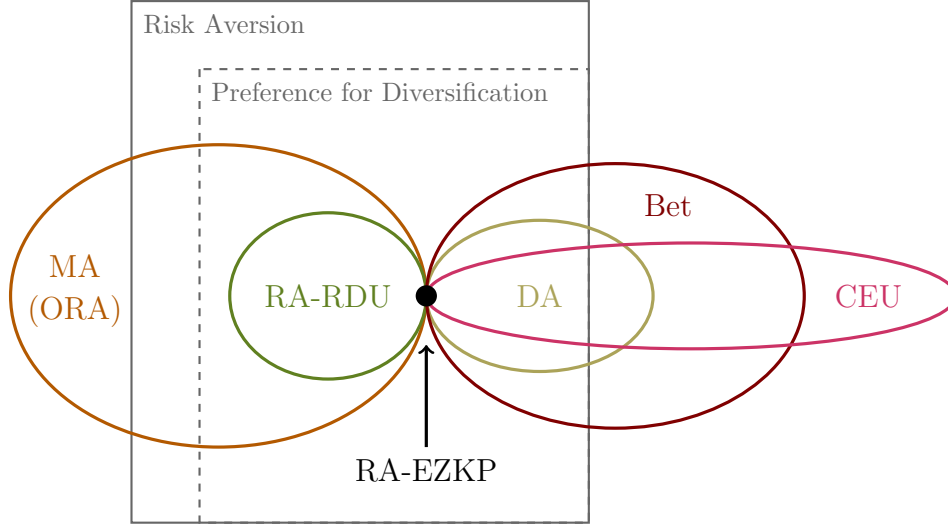 Risk Aversion
Preference for Diversification
Bet
MA
(ORA)
RA-RDU
DA
CEU
RA-EZKP